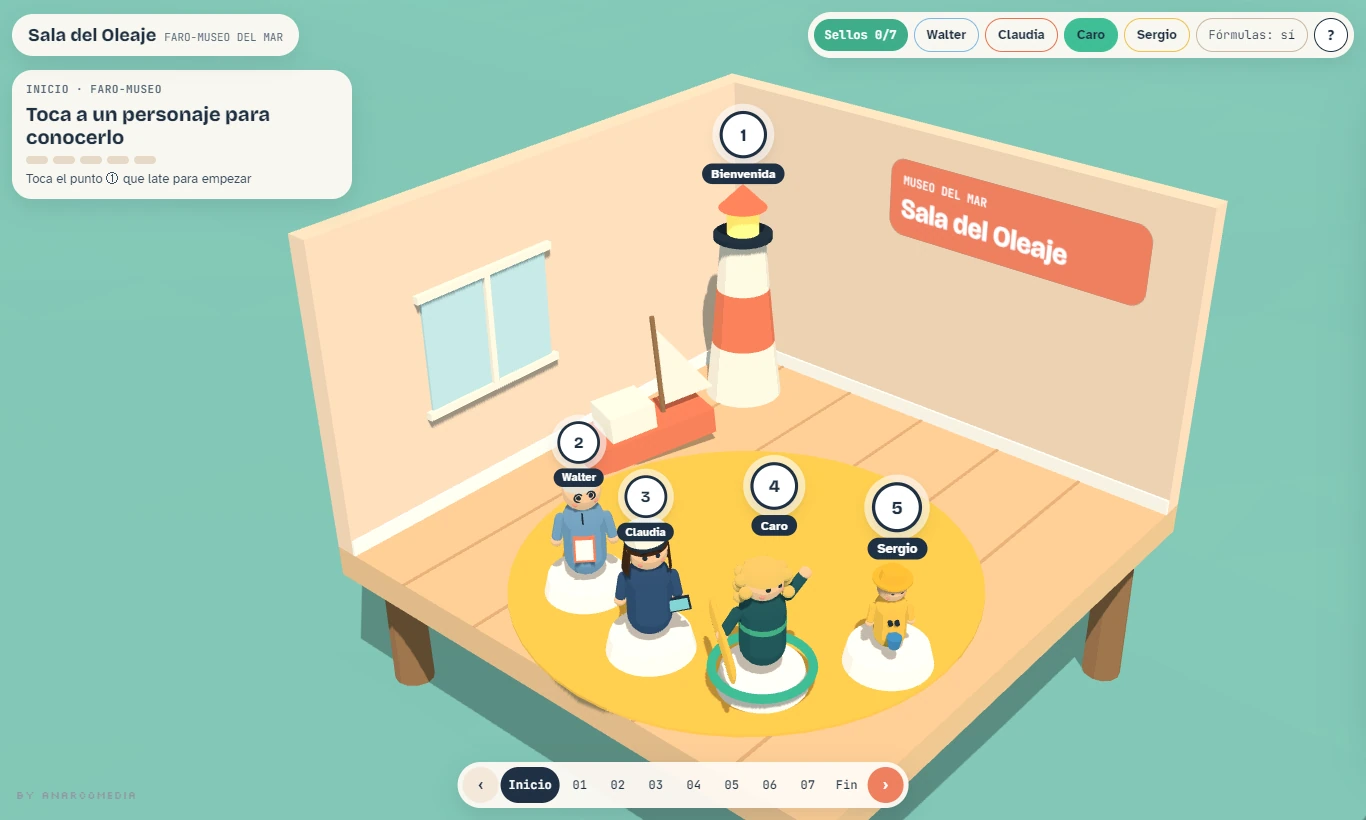 Sala del Oleaje FARO-MUSEO DEL MAR
Sellos 0/7 Walter Claudia Caro Sergio Fórmulas: sí ?
INICIO · FARO-MUSEO
Toca a un personaje para
conocerlo
Toca el punto ① que late para empezar
1
Bienvenida
MUSEO DEL MAR
Sala del Oleaje
2
Walter
3
Claudia
4
Caro
5
Sergio
‹ Inicio 01 02 03 04 05 06 07 Fin ›
BY ANAROOMEDIA